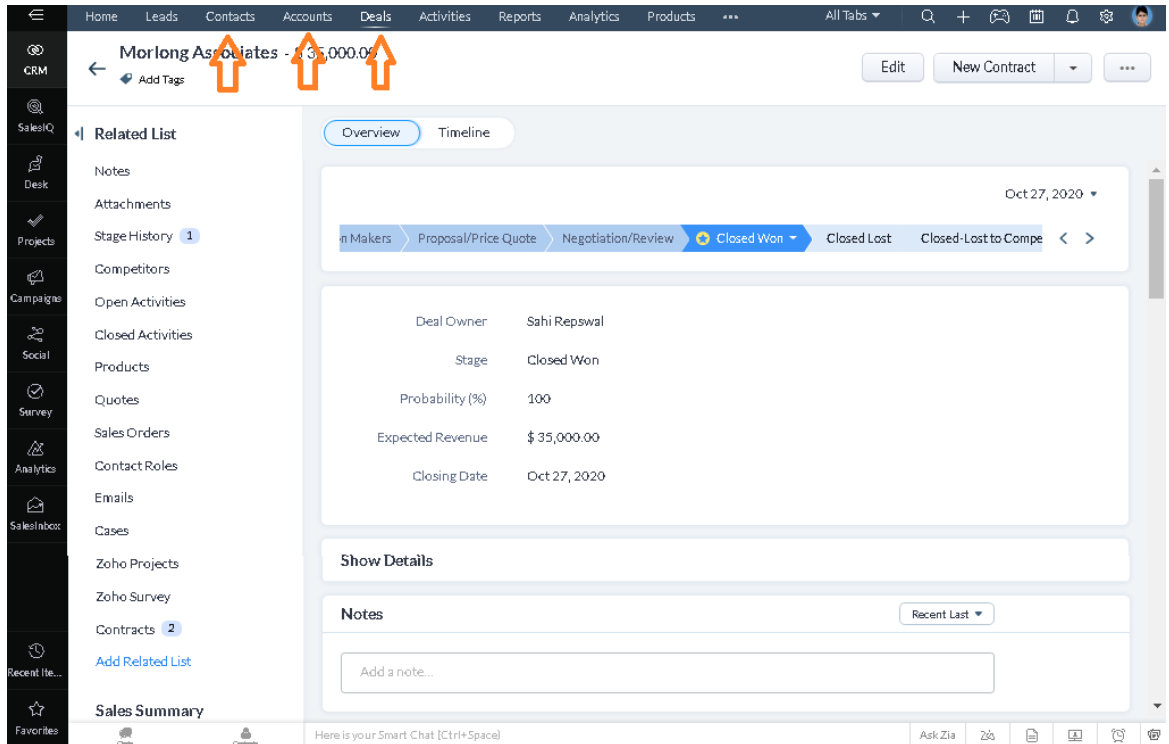 Home Leads Contacts Accounts Deals Activities Reports Analytics Products ••• All Tabs
CRM
SalesIQ
Desk
Projects
Campaigns
Social
Survey
Analytics
SalesInbox
Recent Ite...
Favorites
Morlong Associates - $ 35,000.00
Add Tags
Edit
New Contract
•••
Related List
Notes
Attachments
Stage History 1
Competitors
Open Activities
Closed Activities
Products
Quotes
Sales Orders
Contact Roles
Emails
Cases
Zoho Projects
Zoho Survey
Contracts 2
Add Related List
Sales Summary
Overview Timeline
Oct 27, 2020
n Makers Proposal/Price Quote Negotiation/Review Closed Won Closed Lost Closed-Lost to Compe
Deal Owner Sahi Repswal
Stage Closed Won
Probability (%) 100
Expected Revenue $ 35,000.00
Closing Date Oct 27, 2020
Show Details
Notes
Recent Last
Add a note...
Here is your Smart Chat [Ctrl+Space]
Ask Zia